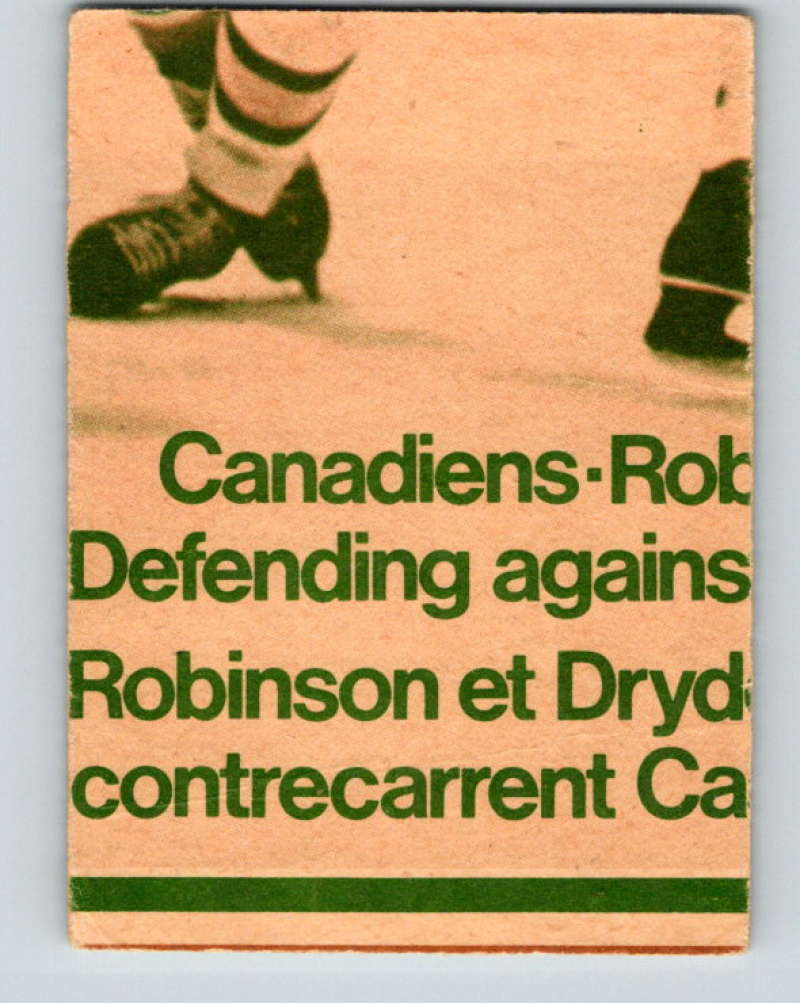 Canadiens·Rob
Defending agains
Robinson et Dryd
contrecarrent Ca